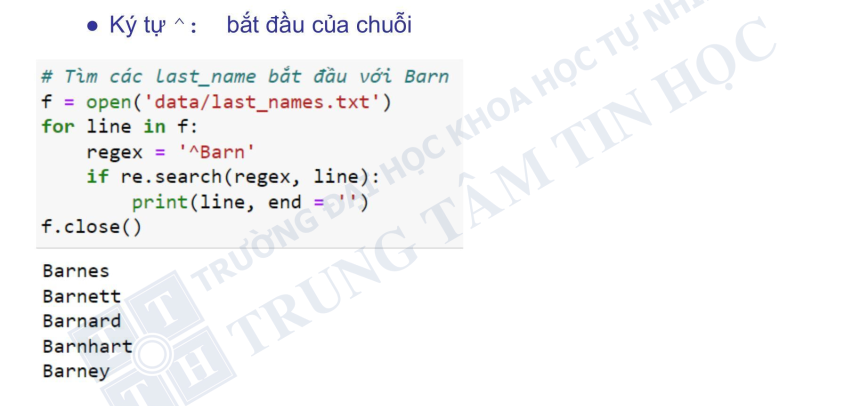 ● Ký tự ^: bắt đầu của chuỗi
# Tìm các last_name bắt đầu với Barn
f = open('data/last_names.txt')
for line in f:
    regex = '^Barn'
    if re.search(regex, line):
        print(line, end = '')
f.close()
Barnes
Barnett
Barnard
Barnhart
Barney
TRƯỜNG ĐẠI HỌC KHOA HỌC TỰ NHI
TRUNG TÂM TIN HỌC